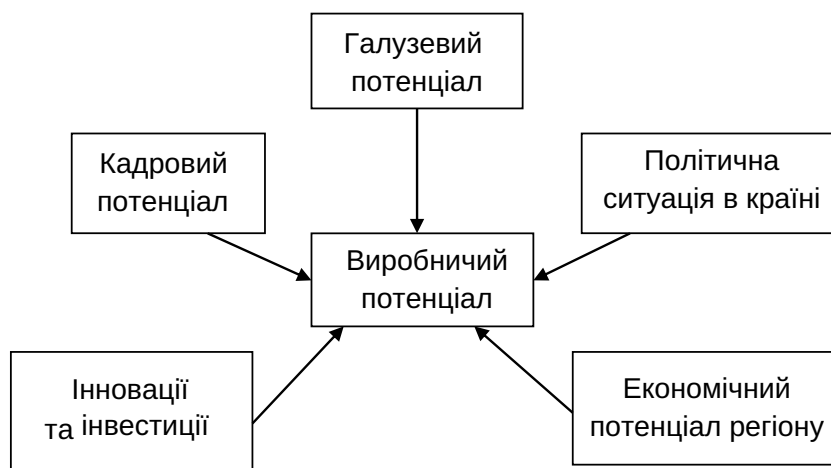 Галузевий
потенціал
Кадровий
потенціал
Політична
ситуація в країні
Виробничий
потенціал
Інновації
та інвестиції
Економічний
потенціал регіону